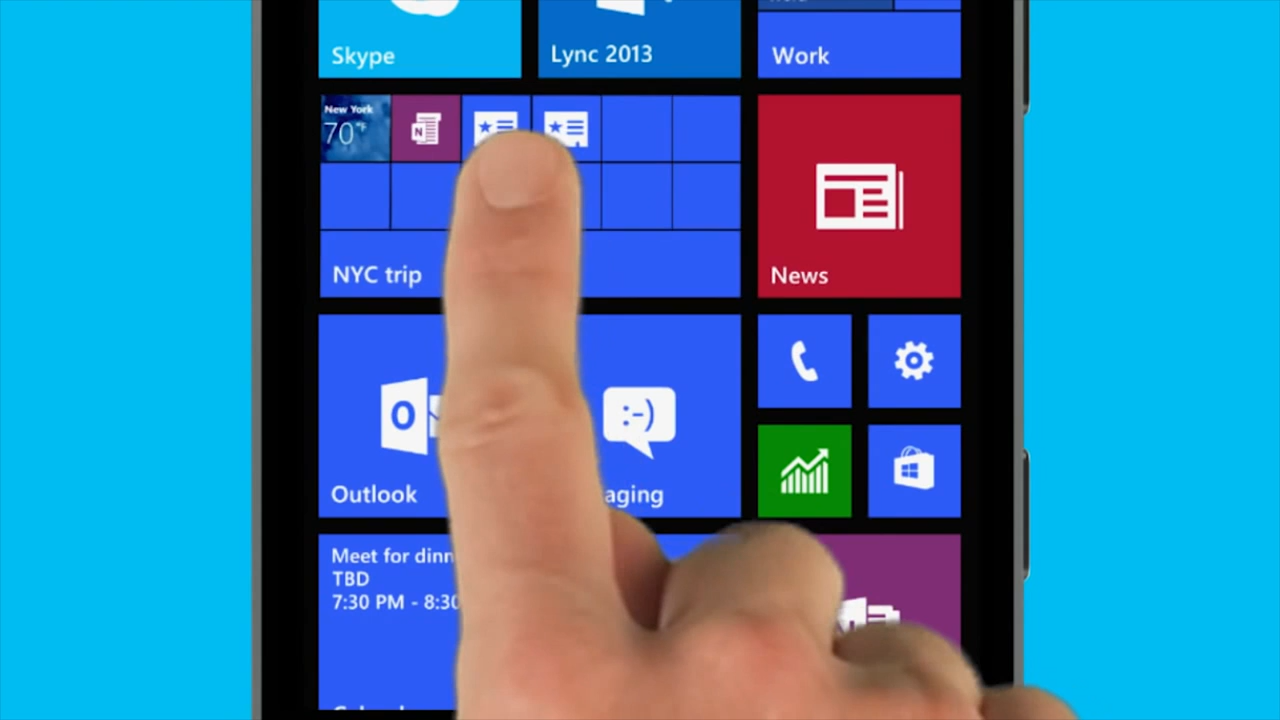 Skype
Lync 2013
Work
New York
70°F
N
NYC trip
News
Outlook
aging
O
Meet for dinn
TBD
7:30 PM - 8:30